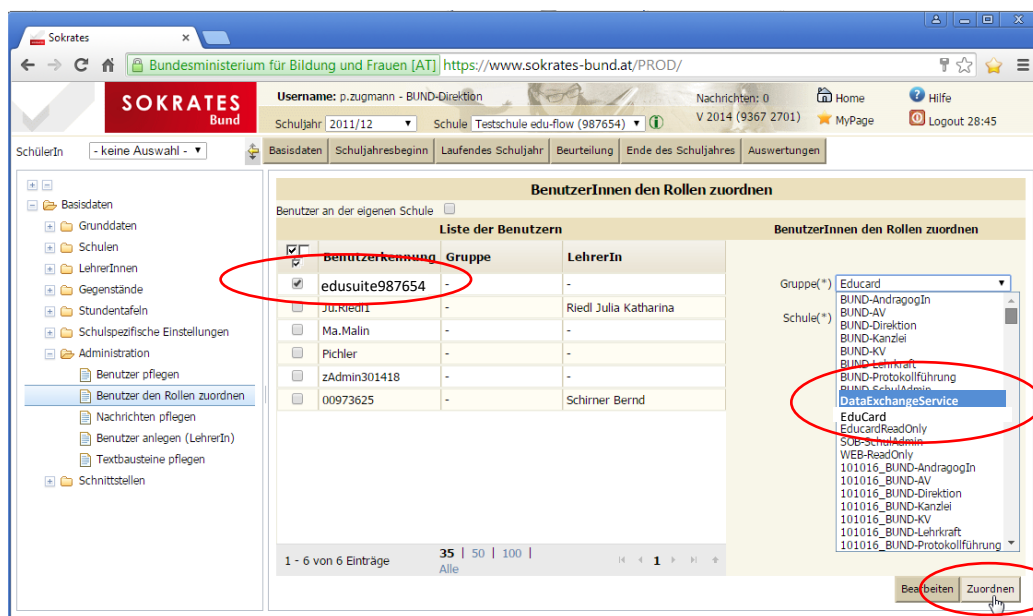 Sokrates
Bundesministerium für Bildung und Frauen [AT] https://www.sokrates-bund.at/PROD/
SOKRATES
Bund
Username: p.zugmann - BUND-Direktion
Nachrichten: 0
Home
Hilfe
Schuljahr 2011/12
Schule Testschule edu-flow (987654)
V 2014 (9367 2701)
MyPage
Logout 28:45
SchülerIn - keine Auswahl -
Basisdaten Schuljahresbeginn Laufendes Schuljahr Beurteilung Ende des Schuljahres Auswertungen
Basisdaten
Grunddaten
Schulen
LehrerInnen
Gegenstände
Stundentafeln
Schulspezifische Einstellungen
Administration
Benutzer pflegen
Benutzer den Rollen zuordnen
Nachrichten pflegen
Benutzer anlegen (LehrerIn)
Textbausteine pflegen
Schnittstellen
BenutzerInnen den Rollen zuordnen
Benutzer an der eigenen Schule
Liste der Benutzern
Benutzerkennung Gruppe LehrerIn
edusuite987654 - -
Ju.Riedl1 - Riedl Julia Katharina
Ma.Malin - -
Pichler - -
zAdmin301418 - -
00973625 - Schirner Bernd
1 - 6 von 6 Einträge
35 | 50 | 100 |
Alle
1
BenutzerInnen den Rollen zuordnen
Gruppe(*) Educard
Schule(*)
BUND-AndragogIn
BUND-AV
BUND-Direktion
BUND-Kanzlei
BUND-KV
BUND-Lehrkraft
BUND-Protokollführung
BUND-SchulAdmin
DataExchangeService
EduCard
EducardReadOnly
SOB-SchulAdmin
WEB-ReadOnly
101016_BUND-AndragogIn
101016_BUND-AV
101016_BUND-Direktion
101016_BUND-Kanzlei
101016_BUND-KV
101016_BUND-Lehrkraft
101016_BUND-Protokollführung
Bearbeiten Zuordnen